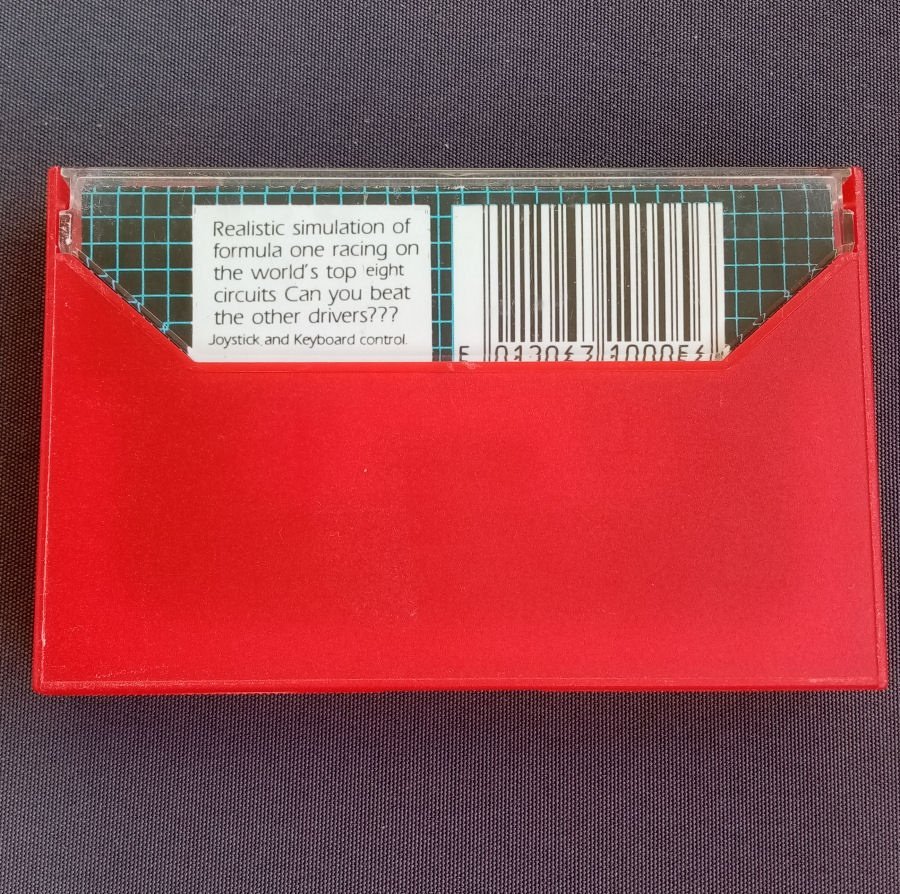 Realistic simulation of
formula one racing on
the world's top eight
circuits Can you beat
the other drivers???
Joystick and Keyboard control.